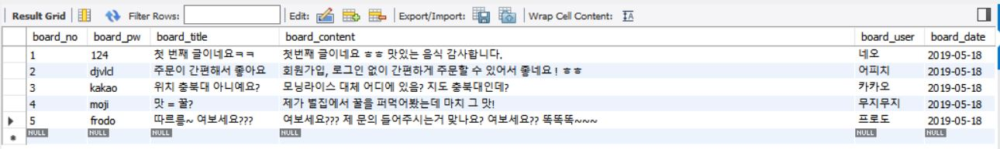 Result Grid Filter Rows: Edit: Export/Import: Wrap Cell Content: IA
board_no board_pw board_title board_content board_user board_date
1 124 첫 번째 글이네요ㅋㅋ 첫번째 글이네요 ㅎㅎ 맛있는 음식 감사합니다. 네오 2019-05-18
2 djvlcl 주문이 간편해서 좋아요 회원가입, 로그인 없이 간편하게 주문할 수 있어서 좋네요 ! ㅎㅎ 어피치 2019-05-18
3 kakao 위치 충북대 아니예요? 모닝라이스 대체 어디에 있음? 지도 충북대인데? 카카오 2019-05-18
4 moji 맛 = 꿀? 제가 벌집에서 꿀을 퍼먹어봤는데 마치 그 맛! 무지무지 2019-05-18
5 frodo 따르릉~ 여보세요??? 여보세요??? 제 문의 들어주시는거 맞나요? 여보세요?? 똑똑똑~~~ 프로도 2019-05-18
NULL NULL NULL NULL NULL NULL